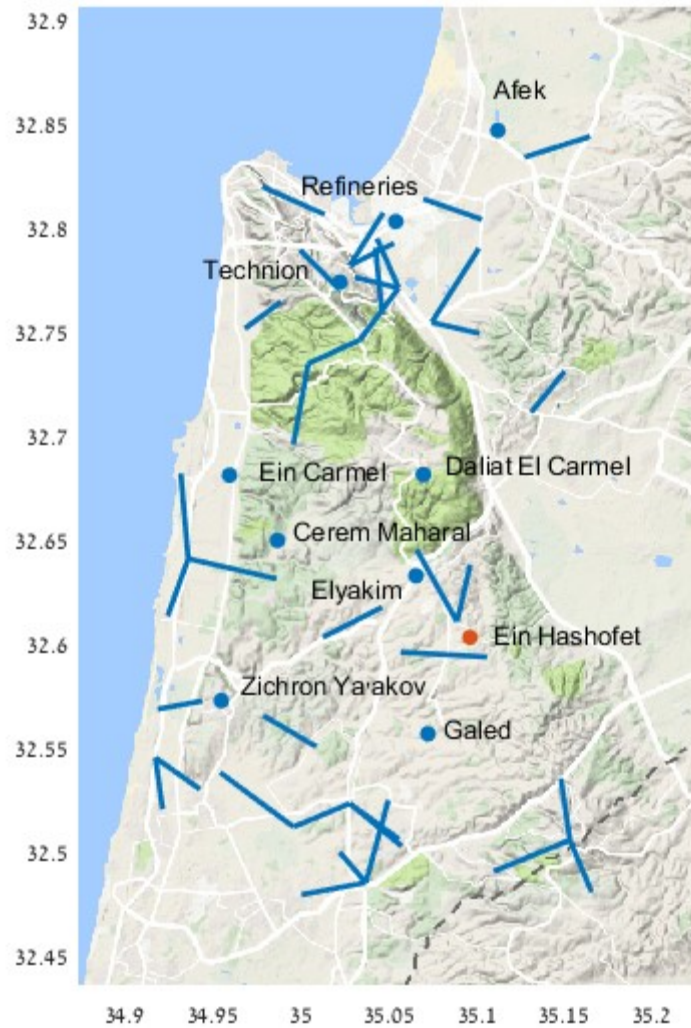 32.9
Afek
32.85
Refineries
32.8
Technion
32.75
32.7
Ein Carmel
Daliat El Carmel
Cerem Maharal
32.65
Elyakim
32.6
Ein Hashofet
Zichron Ya'akov
32.55
Galed
32.5
32.45
34.9 34.95 35 35.05 35.1 35.15 35.2